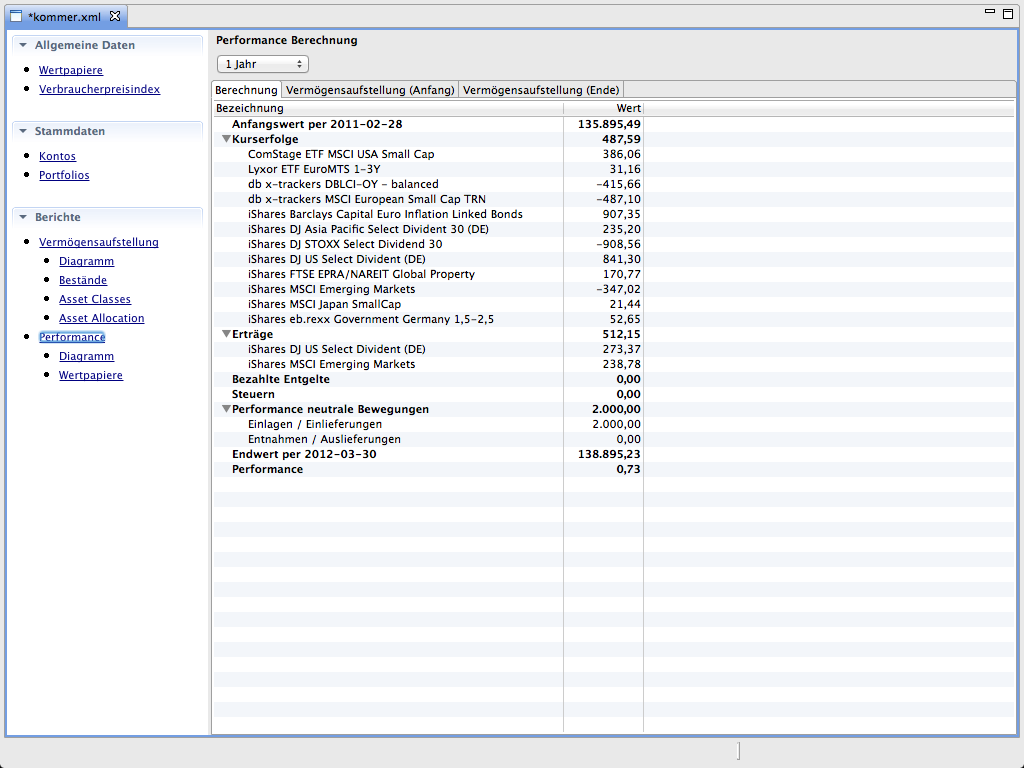 *kommer.xml
Allgemeine Daten
Wertpapiere
Verbraucherpreisindex
Stammdaten
Kontos
Portfolios
Berichte
Vermögensaufstellung
Diagramm
Bestände
Asset Classes
Asset Allocation
Performance
Diagramm
Wertpapiere
Performance Berechnung
1 Jahr
Berechnung Vermögensaufstellung (Anfang) Vermögensaufstellung (Ende)
Bezeichnung Wert
Anfangswert per 2011-02-28 135.895,49
Kurserfolge 487,59
ComStage ETF MSCI USA Small Cap 386,06
Lyxor ETF EuroMTS 1-3Y 31,16
db x-trackers DBLCI-OY - balanced -415,66
db x-trackers MSCI European Small Cap TRN -487,10
iShares Barclays Capital Euro Inflation Linked Bonds 907,35
iShares DJ Asia Pacific Select Divident 30 (DE) 235,20
iShares DJ STOXX Select Dividend 30 -908,56
iShares DJ US Select Divident (DE) 841,30
iShares FTSE EPRA/NAREIT Global Property 170,77
iShares MSCI Emerging Markets -347,02
iShares MSCI Japan SmallCap 21,44
iShares eb.rexx Government Germany 1,5-2,5 52,65
Erträge 512,15
iShares DJ US Select Divident (DE) 273,37
iShares MSCI Emerging Markets 238,78
Bezahlte Entgelte 0,00
Steuern 0,00
Performance neutrale Bewegungen 2.000,00
Einlagen / Einlieferungen 2.000,00
Entnahmen / Auslieferungen 0,00
Endwert per 2012-03-30 138.895,23
Performance 0,73